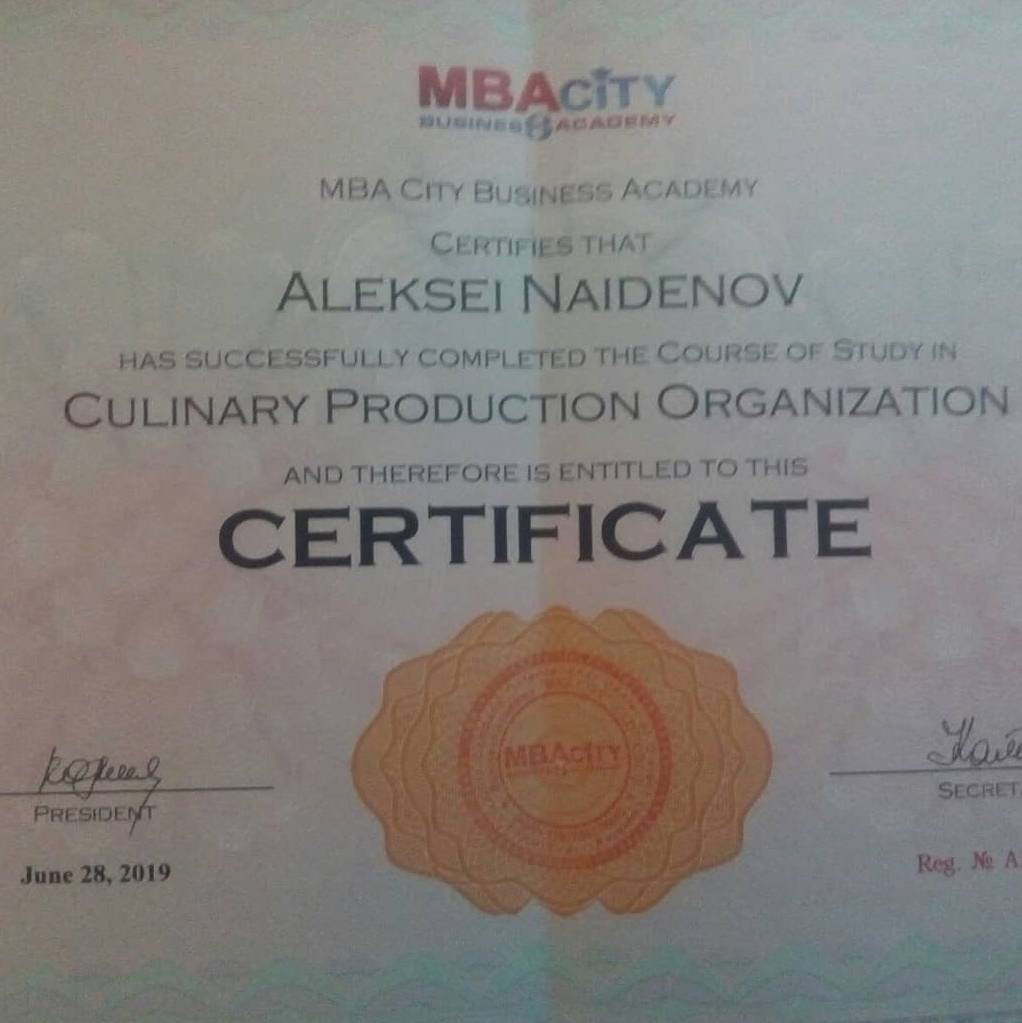 MBACITY
BUSINESS ACADEMY
MBA CITY BUSINESS ACADEMY
CERTIFIES THAT
ALEKSEI NAIDENOV
HAS SUCCESSFULLY COMPLETED THE COURSE OF STUDY IN
CULINARY PRODUCTION ORGANIZATION
AND THEREFORE IS ENTITLED TO THIS
CERTIFICATE
MBACITY
PRESIDENT
SECRET
June 28, 2019
Reg. № A